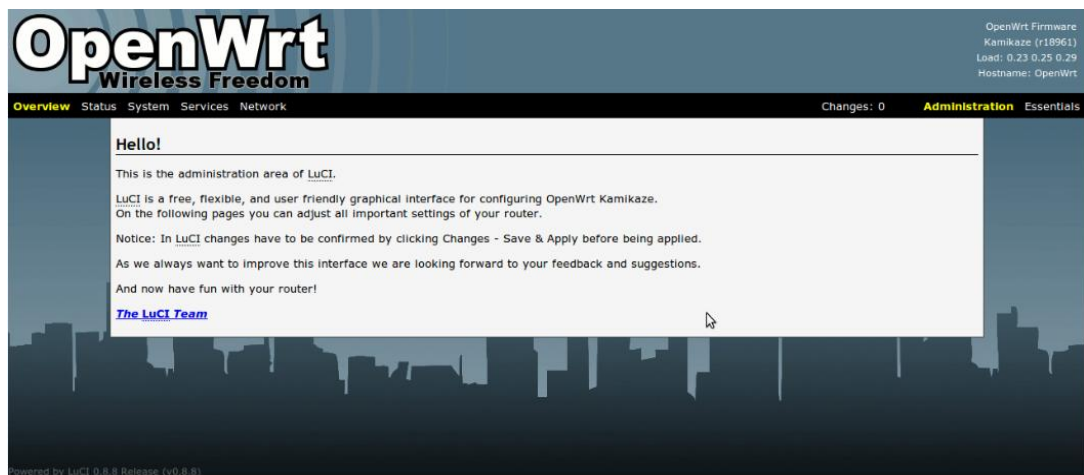 OpenWrt
Wireless Freedom
OpenWrt Firmware
Kamikaze (r18961)
Load: 0.23 0.25 0.29
Hostname: OpenWrt
Overview Status System Services Network Changes: 0 Administration Essentials
Hello!
This is the administration area of LuCI.
LuCI is a free, flexible, and user friendly graphical interface for configuring OpenWrt Kamikaze.
On the following pages you can adjust all important settings of your router.
Notice: In LuCI changes have to be confirmed by clicking Changes - Save & Apply before being applied.
As we always want to improve this interface we are looking forward to your feedback and suggestions.
And now have fun with your router!
The LuCI Team
Powered by LuCI 0.8.8 Release (v0.8.8)